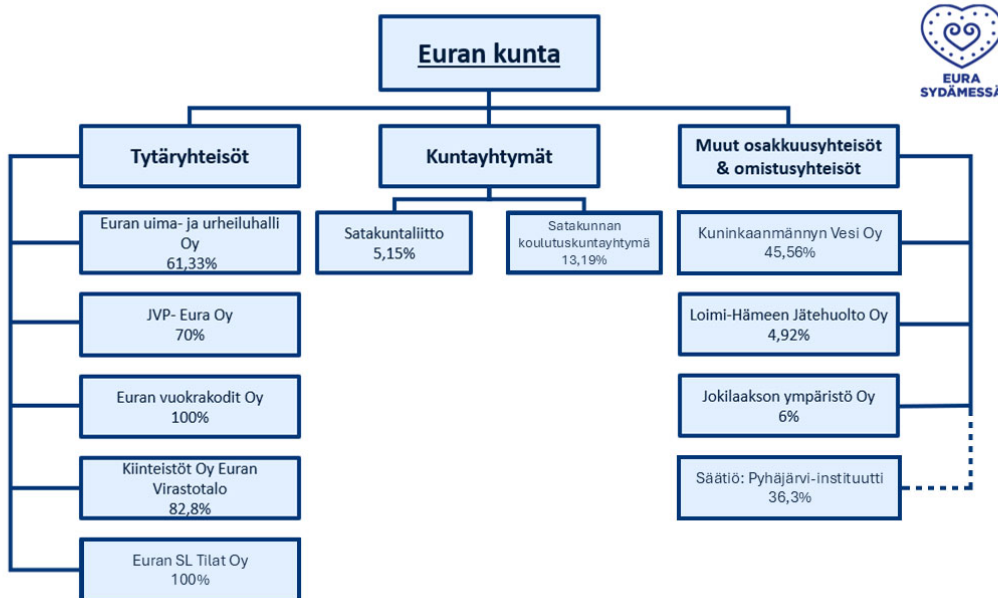 Euran kunta
EURA
SYDÄMESSÄ
Tytäryhteisöt
Kuntayhtymät
Muut osakkuusyhteisöt
& omistusyhteisöt
Euran uima- ja urheiluhalli
Oy
61,33%
JVP- Eura Oy
70%
Euran vuokrakodit Oy
100%
Kiinteistöt Oy Euran
Virastotalo
82,8%
Euran SL Tilat Oy
100%
Satakuntaliitto
5,15%
Satakunnan
koulutuskuntayhtymä
13,19%
Kuninkaanmännyn Vesi Oy
45,56%
Loimi-Hämeen Jätehuolto Oy
4,92%
Jokilaakson ympäristö Oy
6%
Säätiö: Pyhäjärvi-instituutti
36,3%